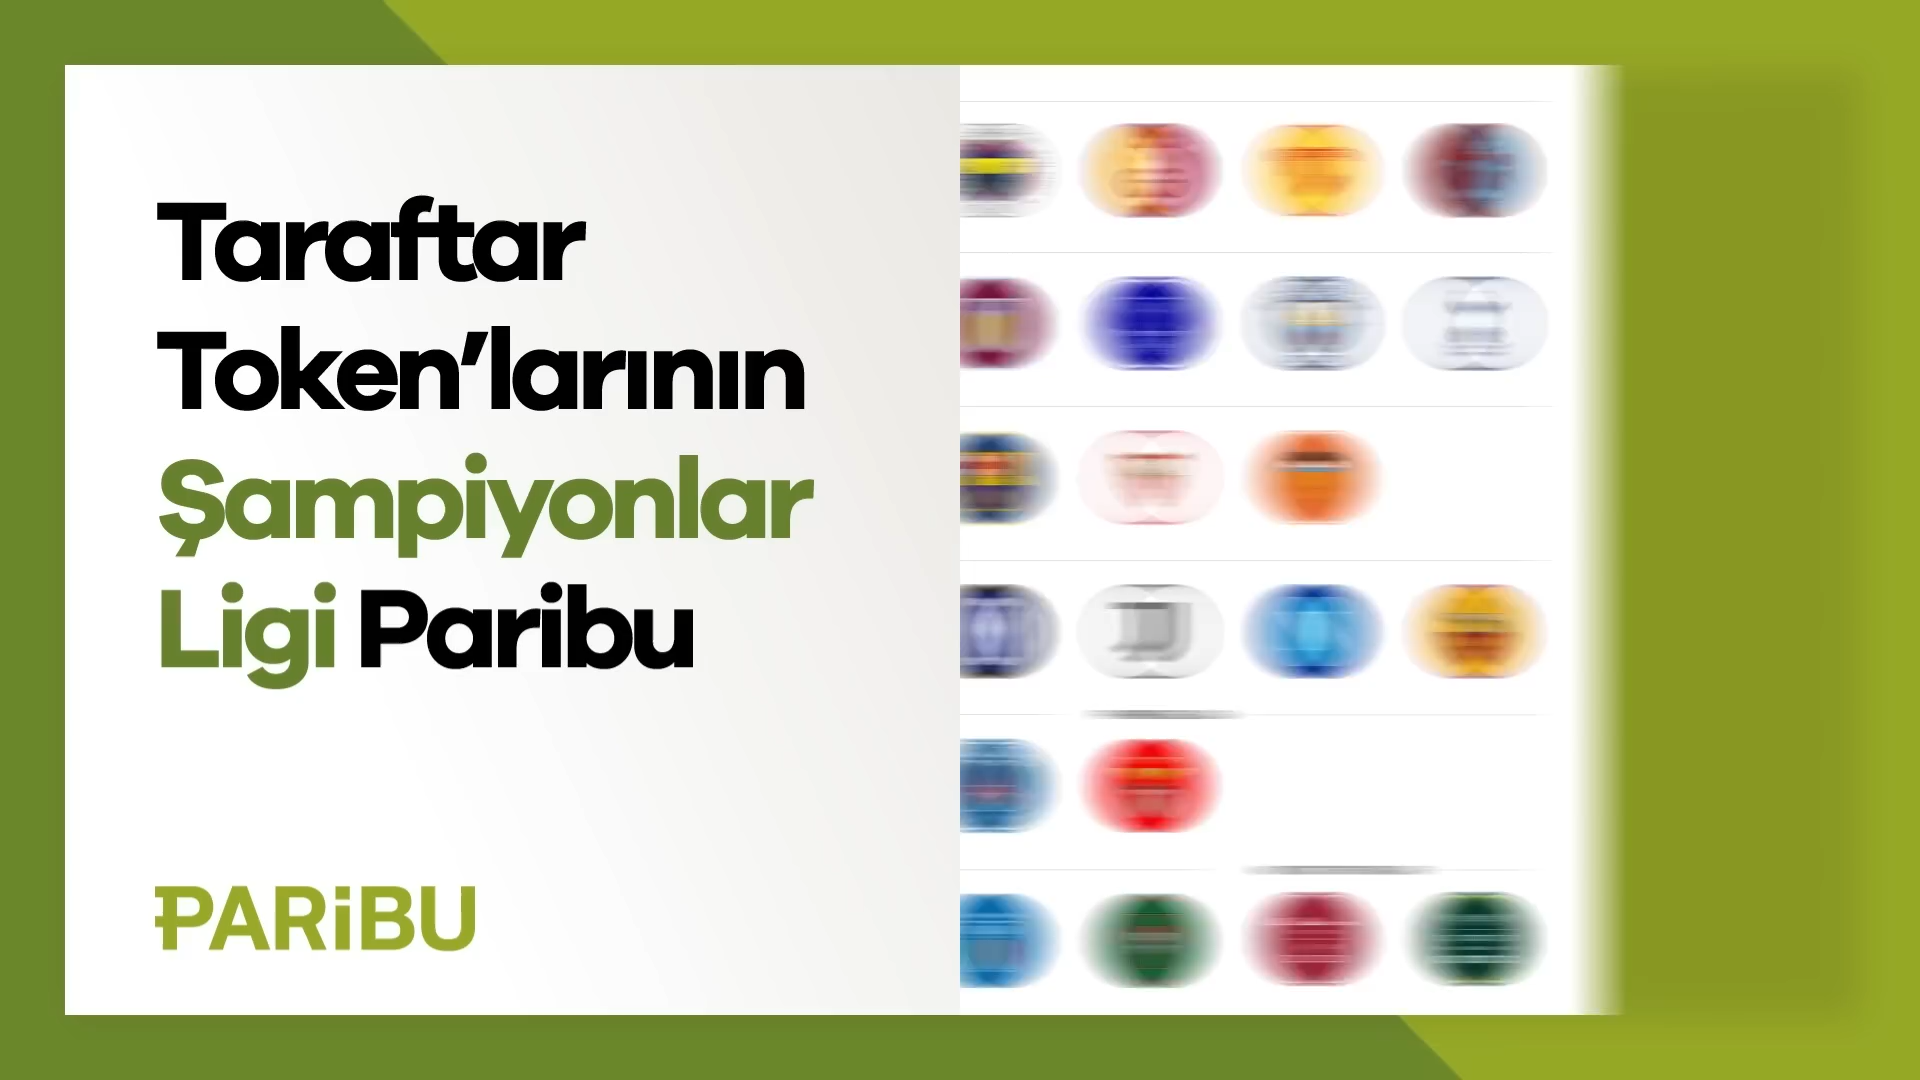 Taraftar
Token’larının
Şampiyonlar
Ligi Paribu
PARiBU